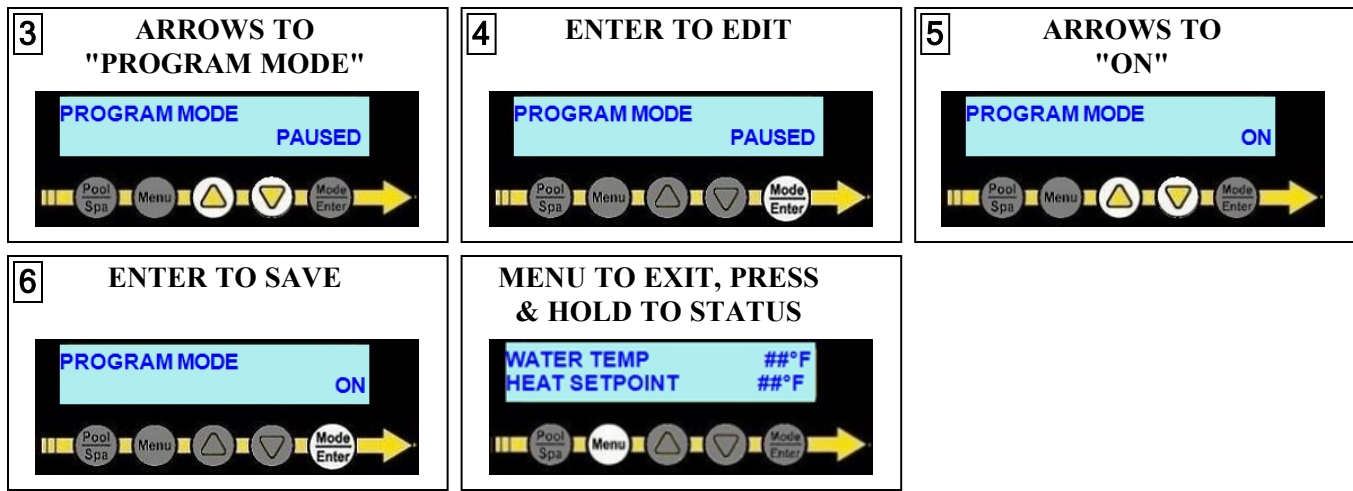 3
ARROWS TO
"PROGRAM MODE"
PROGRAM MODE
PAUSED
Pool
Spa
Menu
Mode
Enter
4
ENTER TO EDIT
PROGRAM MODE
PAUSED
Pool
Spa
Menu
Mode
Enter
5
ARROWS TO
"ON"
PROGRAM MODE
ON
Pool
Spa
Menu
Mode
Enter
6
ENTER TO SAVE
PROGRAM MODE
ON
Pool
Spa
Menu
Mode
Enter
MENU TO EXIT, PRESS
& HOLD TO STATUS
WATER TEMP ##°F
HEAT SETPOINT ##°F
Pool
Spa
Menu
Mode
Enter